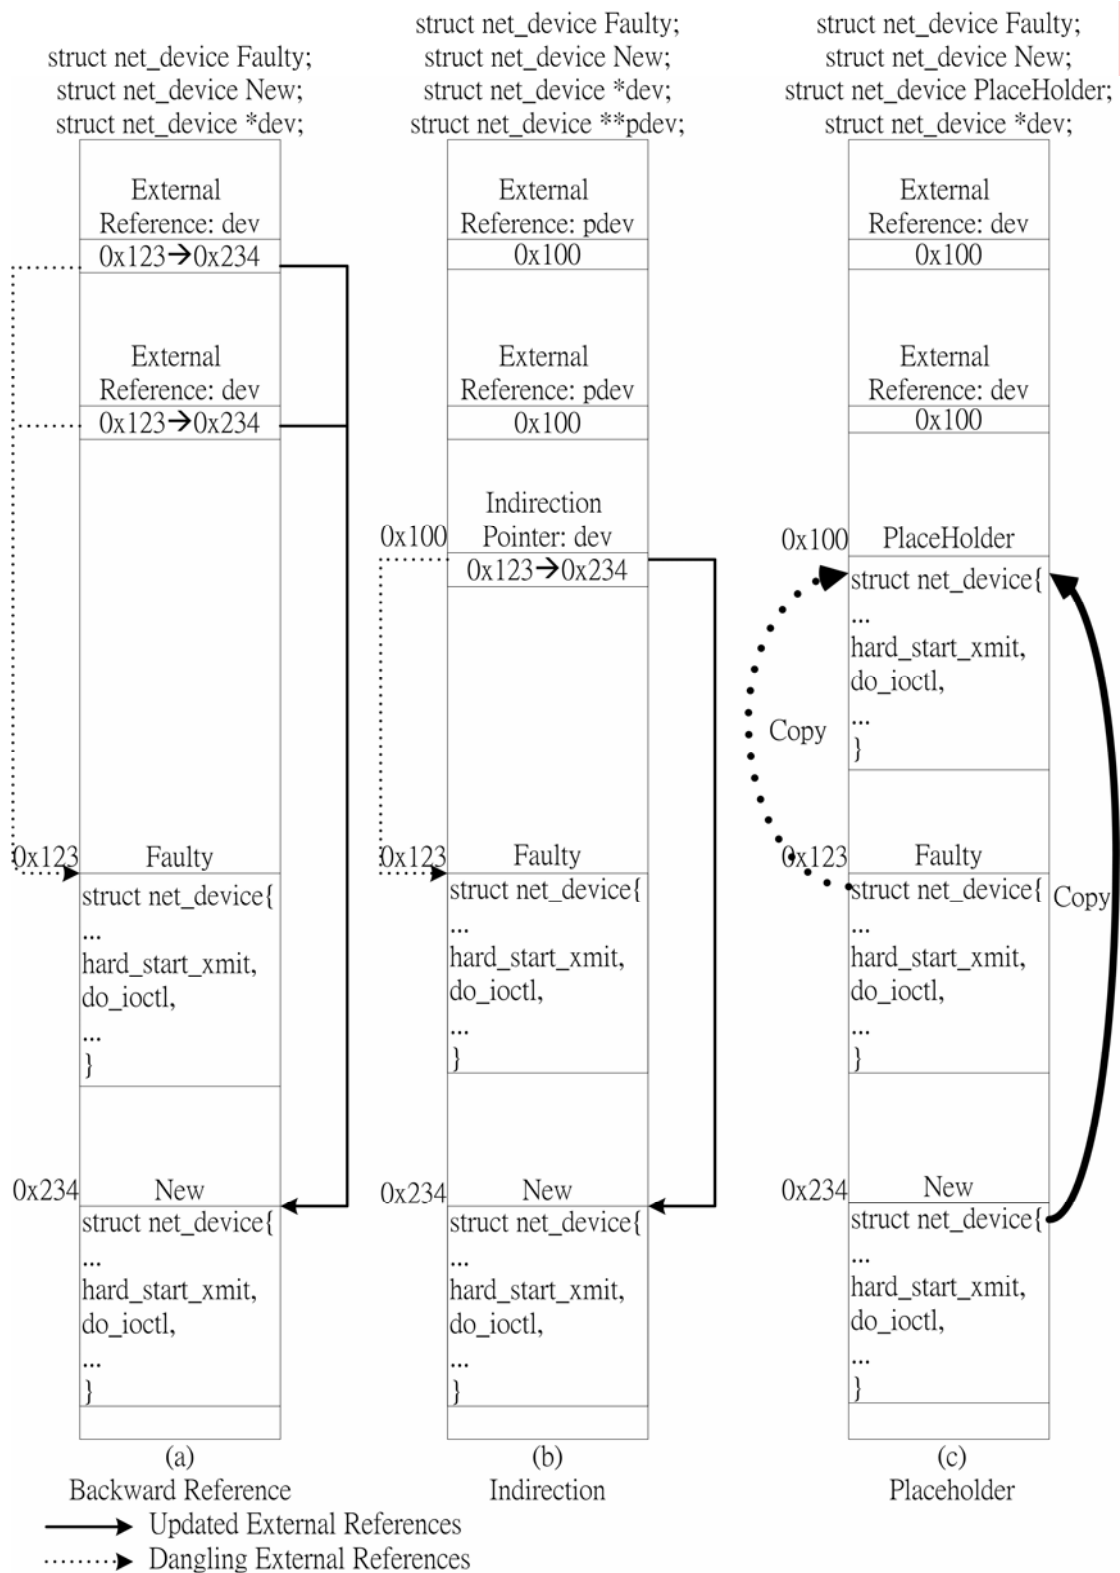 struct net_device Faulty;
struct net_device New;
struct net_device *dev;
External
Reference: dev
0x123→0x234
External
Reference: dev
0x123→0x234
0x123
Faulty
struct net_device{
...
hard_start_xmit,
do_ioctl,
...
}
0x234
New
struct net_device{
...
hard_start_xmit,
do_ioctl,
...
}
(a)
Backward Reference
struct net_device Faulty;
struct net_device New;
struct net_device *dev;
struct net_device **pdev;
External
Reference: pdev
0x100
External
Reference: pdev
0x100
Indirection
0x100
Pointer: dev
0x123→0x234
0x123
Faulty
struct net_device{
...
hard_start_xmit,
do_ioctl,
...
}
0x234
New
struct net_device{
...
hard_start_xmit,
do_ioctl,
...
}
(b)
Indirection
struct net_device Faulty;
struct net_device New;
struct net_device PlaceHolder;
struct net_device *dev;
External
Reference: dev
0x100
External
Reference: dev
0x100
0x100
PlaceHolder
struct net_device{
...
hard_start_xmit,
do_ioctl,
...
}
Copy
0x123
Faulty
struct net_device{
...
hard_start_xmit,
do_ioctl,
...
}
Copy
0x234
New
struct net_device{
...
hard_start_xmit,
do_ioctl,
...
}
(c)
Placeholder
Updated External References
Dangling External References